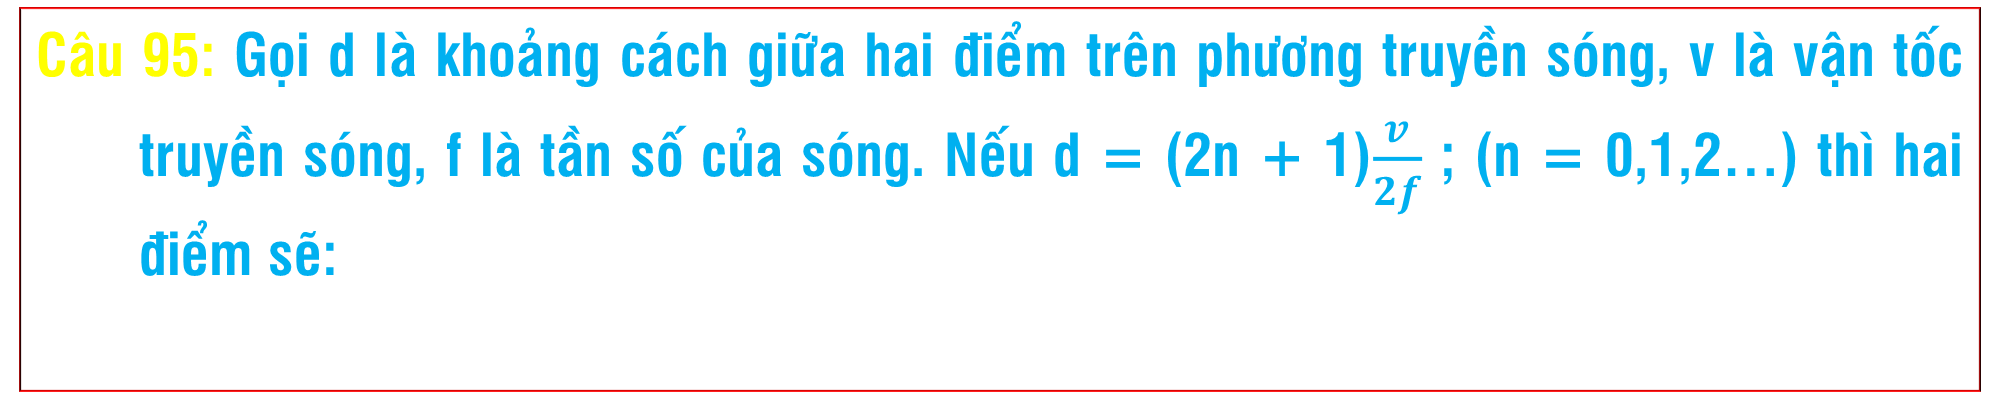 Câu 95: Gọi d là khoảng cách giữa hai điểm trên phương truyền sóng, v là vận tốc
truyền sóng, f là tần số của sóng. Nếu d = (2n + 1)\frac{v}{2f} ; (n = 0,1,2...) thì hai
điểm sẽ: